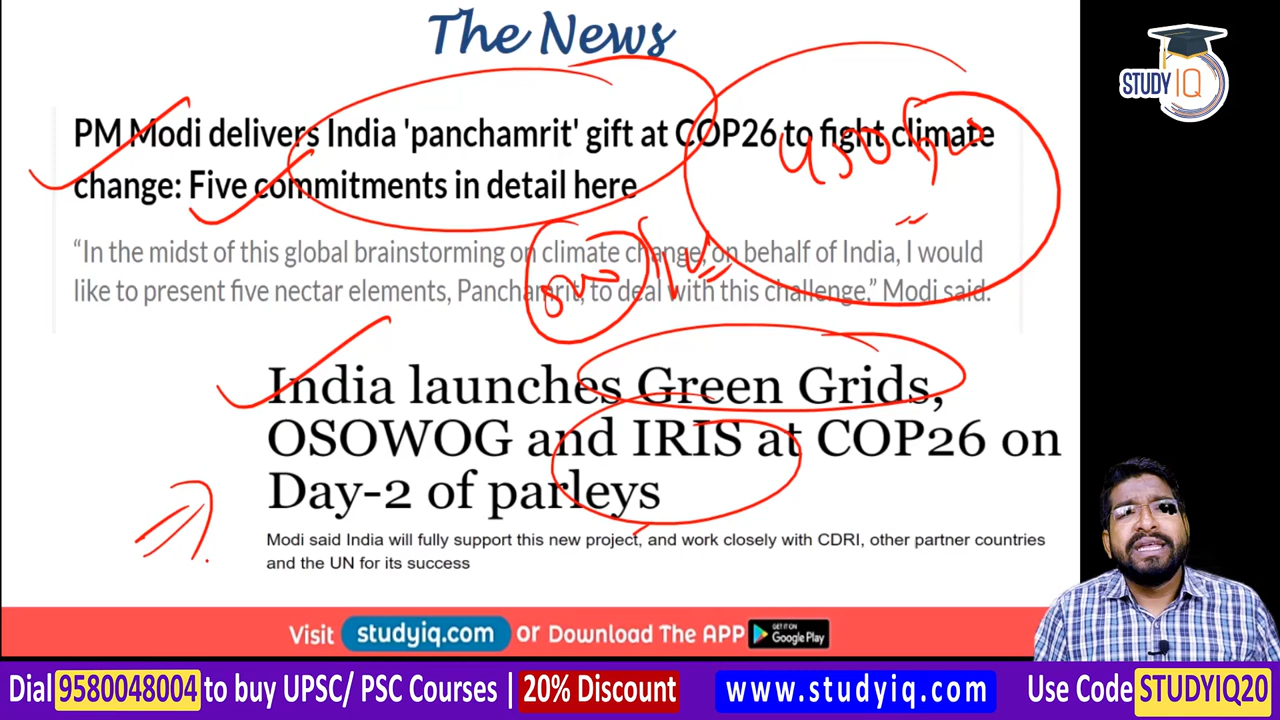 The News
STUDY IQ
PM Modi delivers India 'panchamrit' gift at COP26 to fight climate
change: Five commitments in detail here
“In the midst of this global brainstorming on climate change, on behalf of India, I would
like to present five nectar elements, Panchamrit, to deal with this challenge.” Modi said.
India launches Green Grids,
OSOWOG and IRIS at COP26 on
Day-2 of parleys
Modi said India will fully support this new project, and work closely with CDRI, other partner countries
and the UN for its success
Visit studyiq.com or Download The APP GET IT ON Google Play
Dial 9580048004 to buy UPSC/ PSC Courses | 20% Discount www.studyiq.com Use Code STUDYIQ20